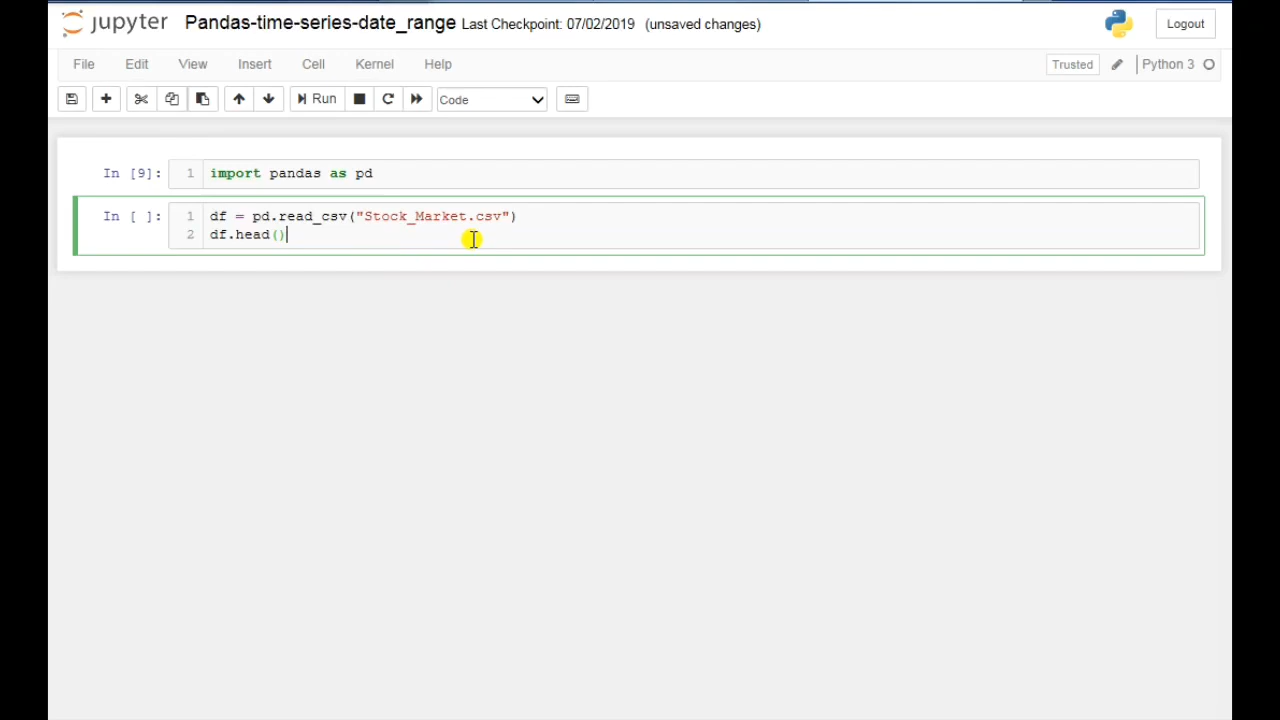 jupyter Pandas-time-series-date_range Last Checkpoint: 07/02/2019 (unsaved changes) Logout
File Edit View Insert Cell Kernel Help Trusted Python 3
Run Code
In [9]: 1 import pandas as pd
In [ ]: 1 df = pd.read_csv("Stock_Market.csv")
2 df.head()